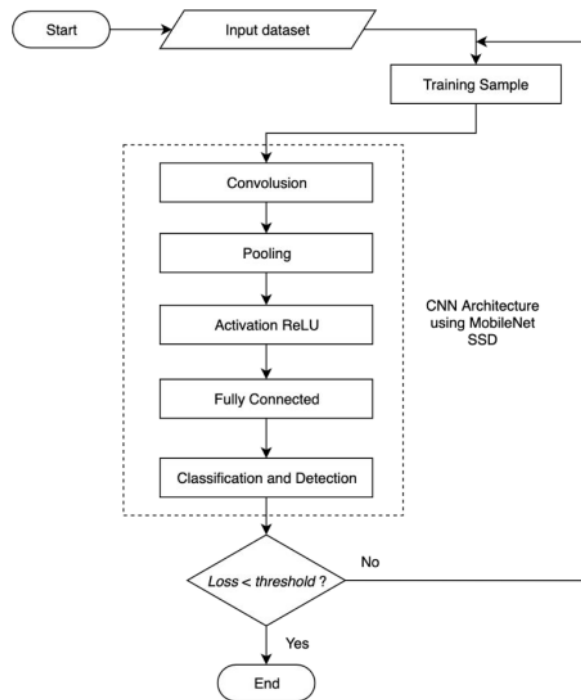 Start
Input dataset
Training Sample
Convolusion
Pooling
Activation ReLU
Fully Connected
Classification and Detection
CNN Architecture
using MobileNet
SSD
Loss < threshold ?
No
Yes
End